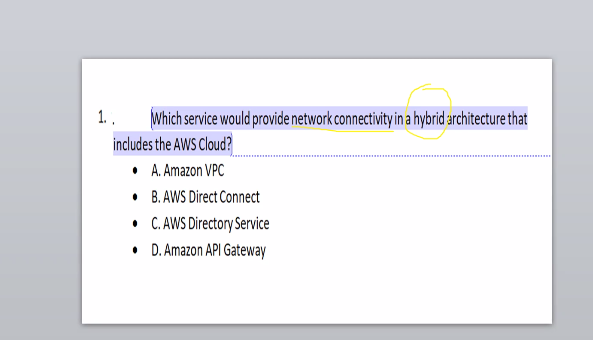 1. . Which service would provide network connectivity in a hybrid architecture that
includes the AWS Cloud?
• A. Amazon VPC
• B. AWS Direct Connect
• C. AWS Directory Service
• D. Amazon API Gateway